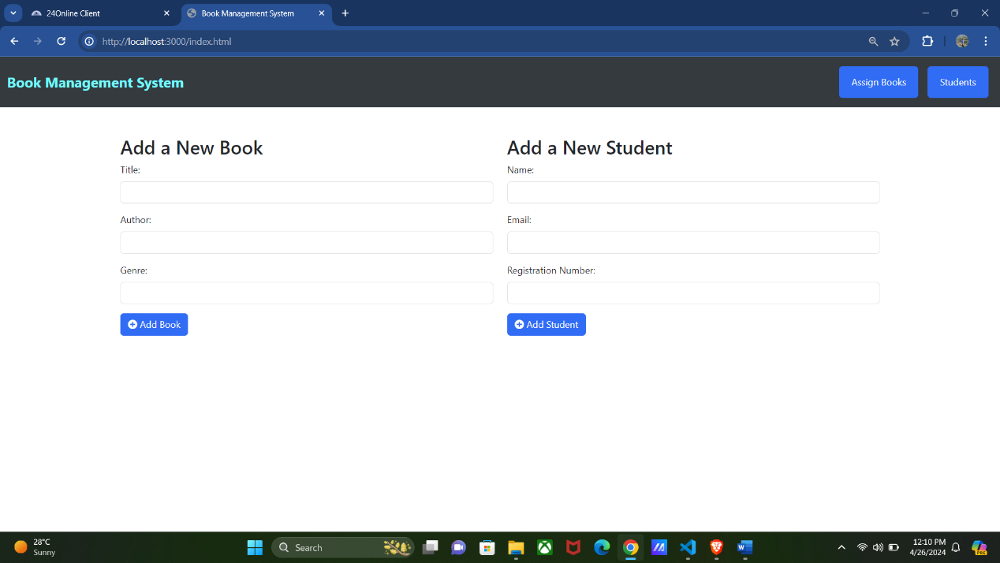 24Online Client
Book Management System
http://localhost:3000/index.html
Book Management System
Assign Books
Students
Add a New Book
Title:
Author:
Genre:
Add Book
Add a New Student
Name:
Email:
Registration Number:
Add Student
28°C
Sunny
Search
W
PRE
12:10 PM
4/26/2024